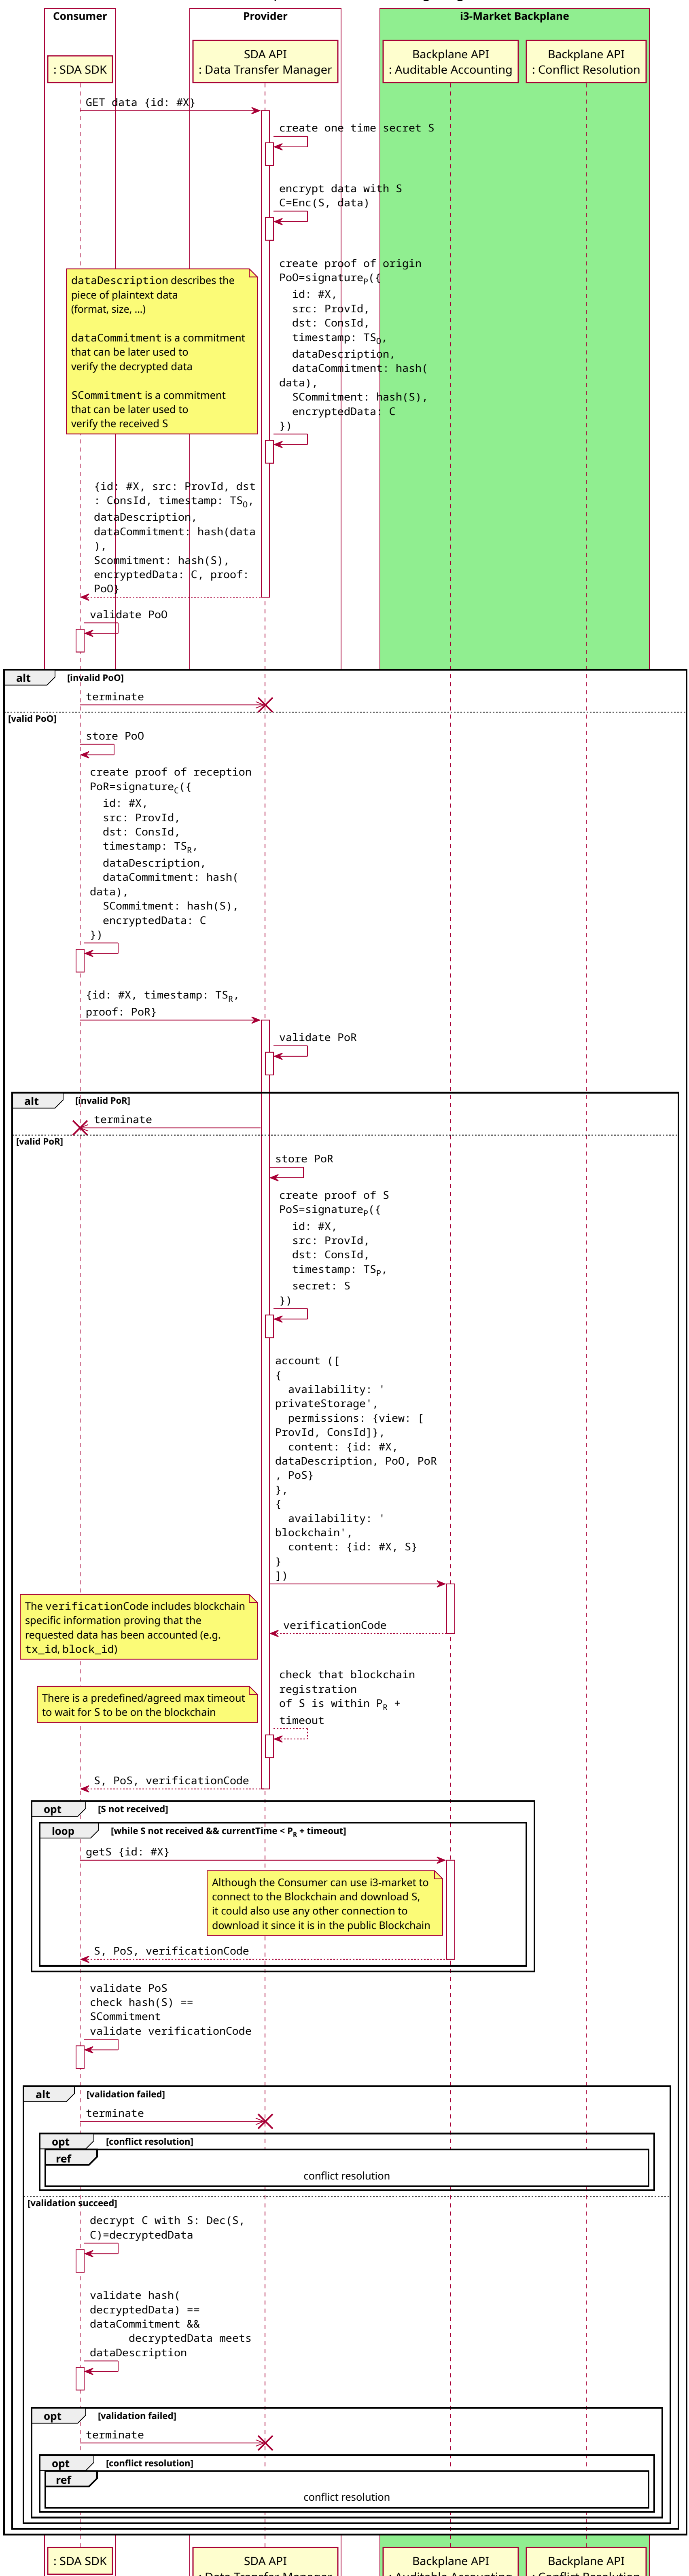 Consumer
Provider
i3-Market Backplane
: SDA SDK
SDA API
: Data Transfer Manager
Backplane API
: Auditable Accounting
Backplane API
: Conflict Resolution
GET data {id: #X}
create one time secret S
encrypt data with S
C=Enc(S, data)
dataDescription describes the
piece of plaintext data
(format, size, ...)
dataCommitment is a commitment
that can be later used to
verify the decrypted data
SCommitment is a commitment
that can be later used to
verify the received S
create proof of origin
PoO=signatureP({
id: #X,
src: ProvId,
dst: ConsId,
timestamp: TSO,
dataDescription,
dataCommitment: hash(
data),
SCommitment: hash(S),
encryptedData: C
})
{id: #X, src: ProvId, dst
: ConsId, timestamp: TSO,
dataDescription,
dataCommitment: hash(data
),
Scommitment: hash(S),
encryptedData: C, proof:
PoO}
validate PoO
alt [invalid PoO]
terminate
[valid PoO]
store PoO
create proof of reception
PoR=signatureC({
id: #X,
src: ProvId,
dst: ConsId,
timestamp: TSR,
dataDescription,
dataCommitment: hash(
data),
SCommitment: hash(S),
encryptedData: C
})
{id: #X, timestamp: TSR,
proof: PoR}
validate PoR
alt [invalid PoR]
terminate
[valid PoR]
store PoR
create proof of S
PoS=signatureP({
id: #X,
src: ProvId,
dst: ConsId,
timestamp: TSP,
secret: S
})
account ([
{
availability: '
privateStorage',
permissions: {view: [
ProvId, ConsId]},
content: {id: #X,
dataDescription, PoO, PoR
, PoS}
},
{
availability: '
blockchain',
content: {id: #X, S}
}
])
The verificationCode includes blockchain
specific information proving that the
requested data has been accounted (e.g.
tx_id, block_id)
verificationCode
There is a predefined/agreed max timeout
to wait for S to be on the blockchain
check that blockchain
registration
of S is within PR +
timeout
S, PoS, verificationCode
opt [S not received]
loop [while S not received && currentTime < PR + timeout]
getS {id: #X}
Although the Consumer can use i3-market to
connect to the Blockchain and download S,
it could also use any other connection to
download it since it is in the public Blockchain
S, PoS, verificationCode
validate PoS
check hash(S) ==
SCommitment
validate verificationCode
alt [validation failed]
terminate
opt [conflict resolution]
ref
conflict resolution
[validation succeed]
decrypt C with S: Dec(S,
C)=decryptedData
validate hash(
decryptedData) ==
dataCommitment &&
decryptedData meets
dataDescription
opt [validation failed]
terminate
opt [conflict resolution]
ref
conflict resolution
: SDA SDK
SDA API
: Data Transfer Manager
Backplane API
: Auditable Accounting
Backplane API
: Conflict Resolution